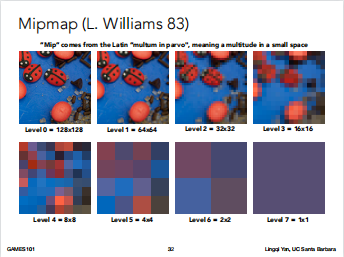 Mipmap (L. Williams 83)
"Mip" comes from the Latin "multum in parvo", meaning a multitude in a small space
Level 0 = 128x128
Level 1 = 64x64
Level 2 = 32x32
Level 3 = 16x16
Level 4 = 8x8
Level 5 = 4x4
Level 6 = 2x2
Level 7 = 1x1
GAMES101
32
Lingqi Yan, UC Santa Barbara